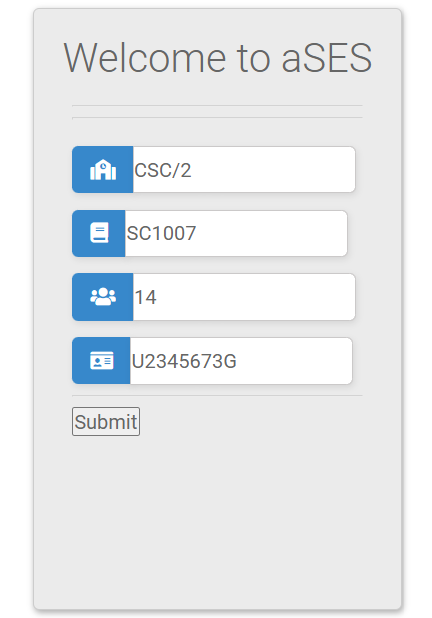 Welcome to aSES
CSC/2
SC1007
14
U2345673G
Submit